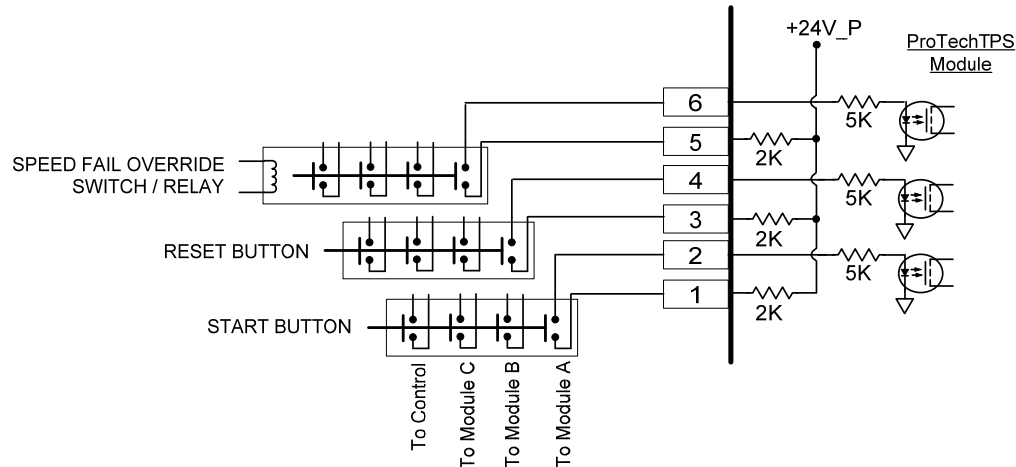 +24V_P
ProTechTPS
Module
6
5K
5
2K
SPEED FAIL OVERRIDE
SWITCH / RELAY
4
5K
3
2K
RESET BUTTON
2
5K
1
2K
START BUTTON
To Control
To Module C
To Module B
To Module A